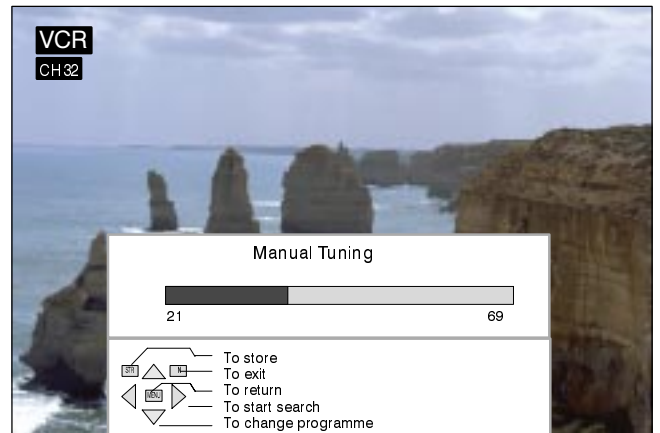 VCR
CH32
Manual Tuning
21 69
STR N
MENU
To store
To exit
To return
To start search
To change programme